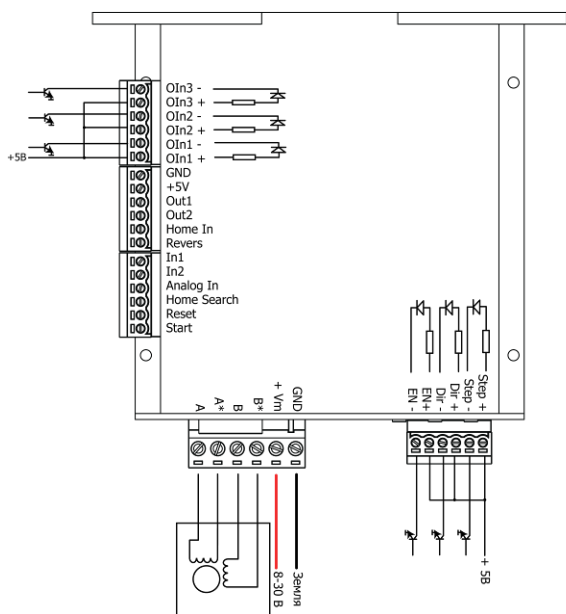 OIn3 -
OIn3 +
OIn2 -
OIn2 +
OIn1 -
+5В
OIn1 +
GND
+5V
Out1
Out2
Home In
Revers
In1
In2
Analog In
Home Search
Reset
Start
A
A*
B
B*
+ Vm
GND
EN -
EN+
Dir -
Dir +
Step -
Step +
8-30 В
Земля
+ 5В